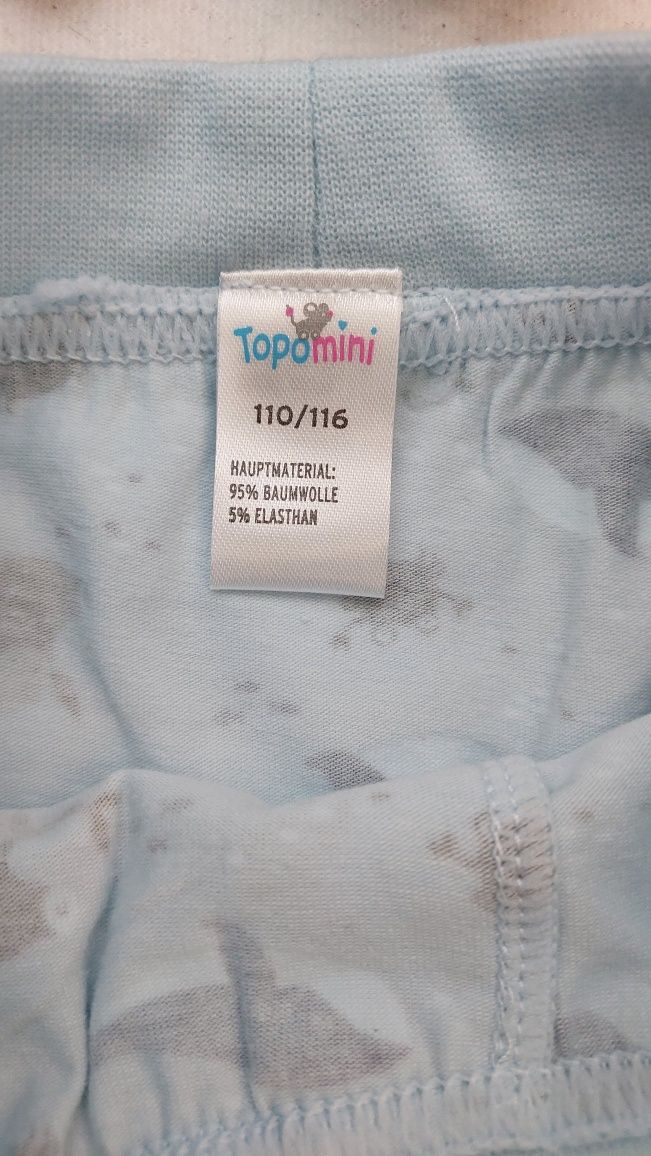 Topomini
110/116
HAUPTMATERIAL:
95% BAUMWOLLE
5% ELASTHAN